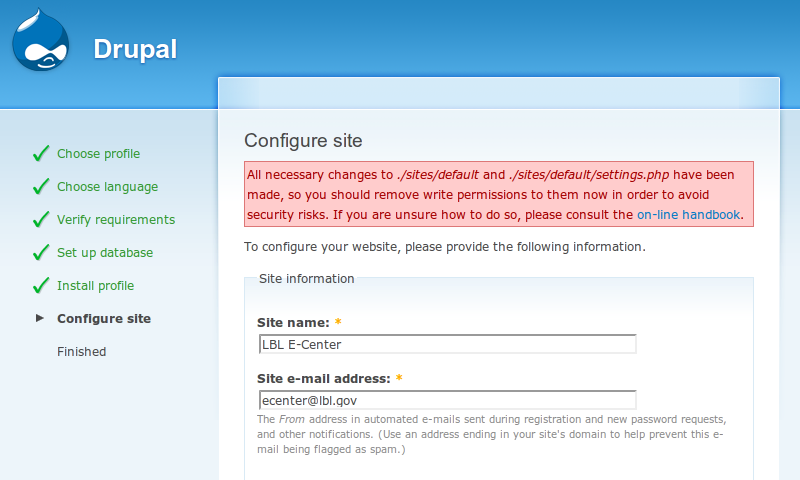 Drupal
Choose profile
Choose language
Verify requirements
Set up database
Install profile
Configure site
Finished
Configure site
All necessary changes to ./sites/default and ./sites/default/settings.php have been
made, so you should remove write permissions to them now in order to avoid
security risks. If you are unsure how to do so, please consult the on-line handbook.
To configure your website, please provide the following information.
Site information
Site name: *
LBL E-Center
Site e-mail address: *
ecenter@lbl.gov
The From address in automated e-mails sent during registration and new password requests,
and other notifications. (Use an address ending in your site's domain to help prevent this e-
mail being flagged as spam.)